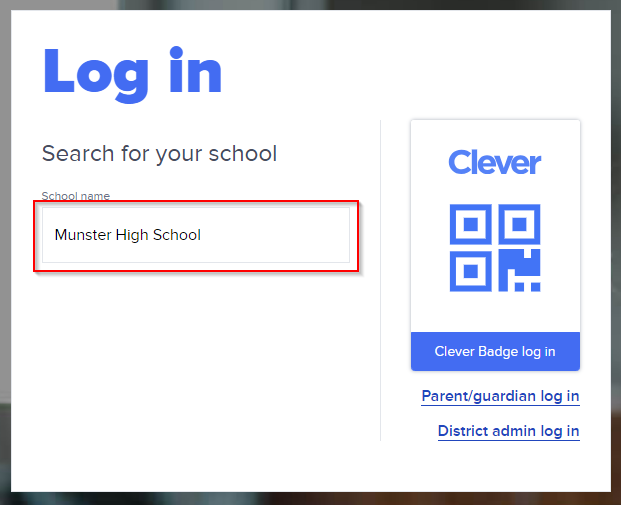 Log in
Search for your school
School name
Munster High School
Clever
Clever Badge log in
Parent/guardian log in
District admin log in